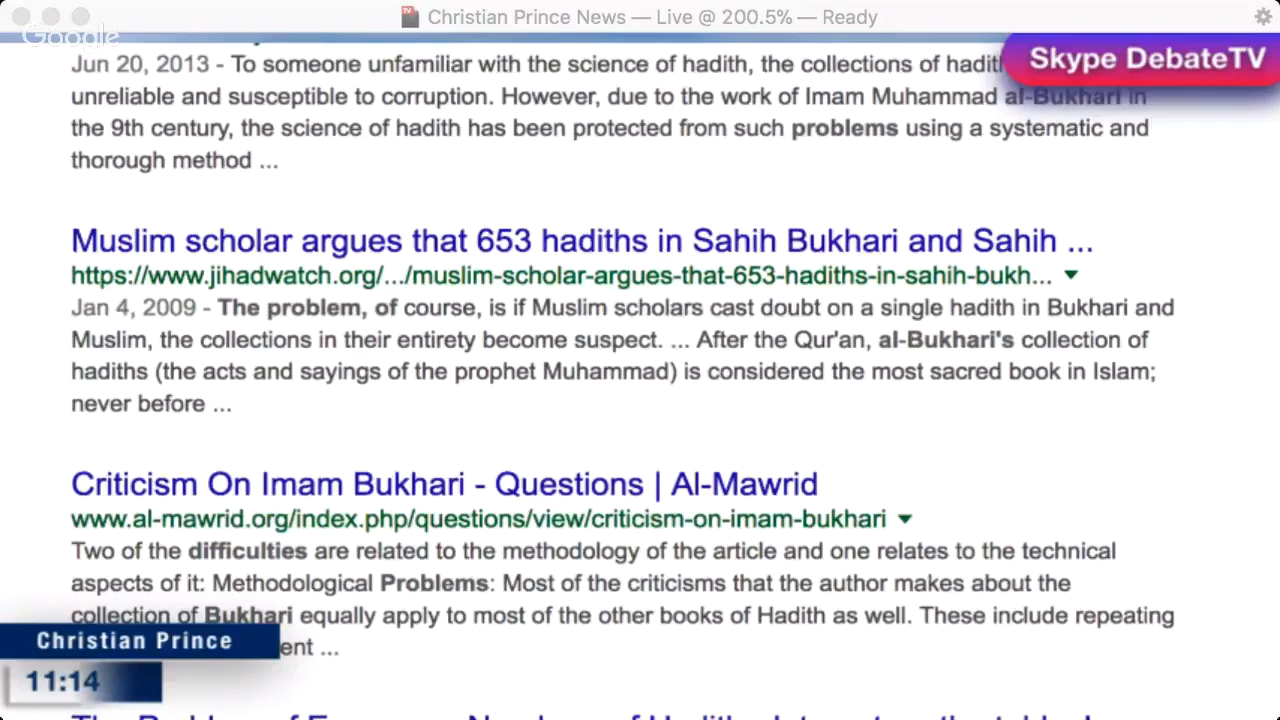 Christian Prince News — Live @ 200.5% — Ready
Google
Skype DebateTV
Jun 20, 2013 - To someone unfamiliar with the science of hadith, the collections of
unreliable and susceptible to corruption. However, due to the work of Imam Muhammad al-Bukhari in
the 9th century, the science of hadith has been protected from such problems using a systematic and
thorough method ...
Muslim scholar argues that 653 hadiths in Sahih Bukhari and Sahih ...
https://www.jihadwatch.org/.../muslim-scholar-argues-that-653-hadiths-in-sahih-bukh...
Jan 4, 2009 - The problem, of course, is if Muslim scholars cast doubt on a single hadith in Bukhari and
Muslim, the collections in their entirety become suspect. ... After the Qur'an, al-Bukhari's collection of
hadiths (the acts and sayings of the prophet Muhammad) is considered the most sacred book in Islam;
never before ...
Criticism On Imam Bukhari - Questions | Al-Mawrid
www.al-mawrid.org/index.php/questions/view/criticism-on-imam-bukhari
Two of the difficulties are related to the methodology of the article and one relates to the technical
aspects of it: Methodological Problems: Most of the criticisms that the author makes about the
collection of Bukhari equally apply to most of the other books of Hadith as well. These include repeating
ent ...
Christian Prince
11:14